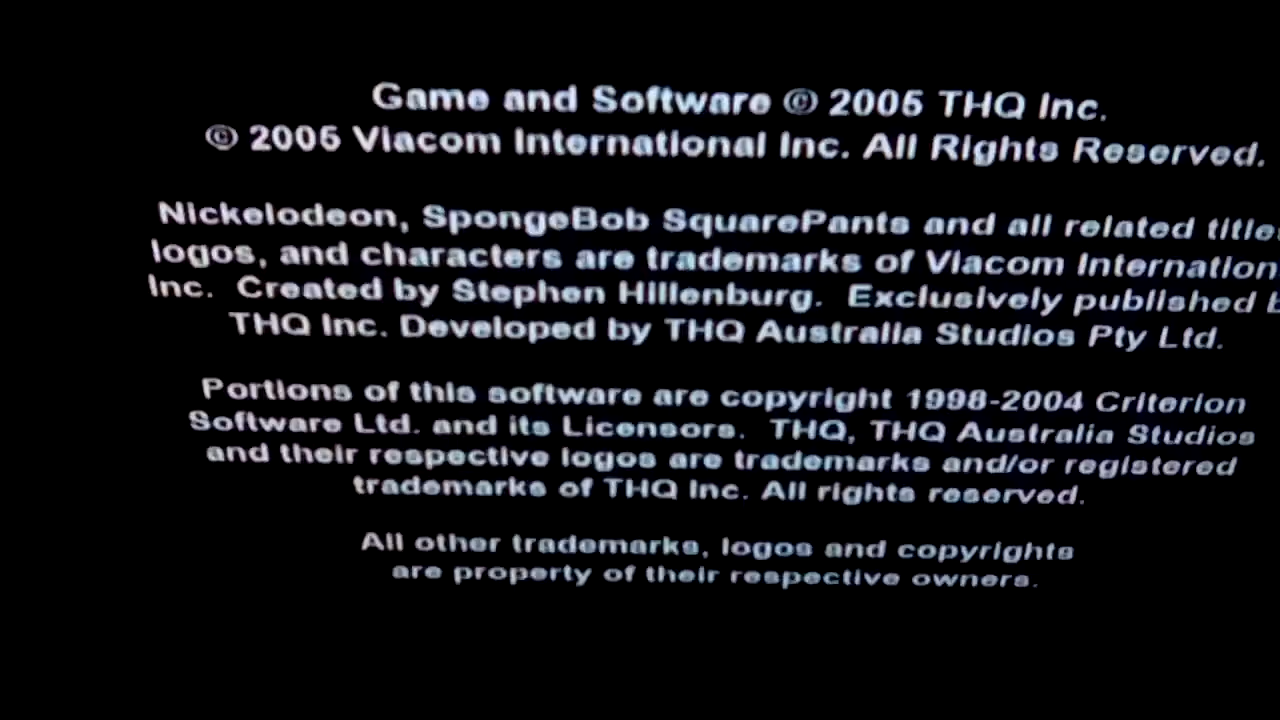 Game and Software © 2005 THQ Inc.
© 2005 Viacom International Inc. All Rights Reserved.
Nickelodeon, SpongeBob SquarePants and all related
logos, and characters are trademarks of Viacom
Inc. Created by Stephen Hillenburg. Exclusively published
THQ Inc. Developed by THQ Australia Studios Pty Ltd.
Portions of this software are copyright 1998-2004 Criterion
Software Ltd. and its Licensors. THQ, THQ Australia Studios
and their respective logos are trademarks and/or registered
trademarks of THQ Inc. All rights reserved.
All other trademarks, logos and copyrights
are property of their respective owners.